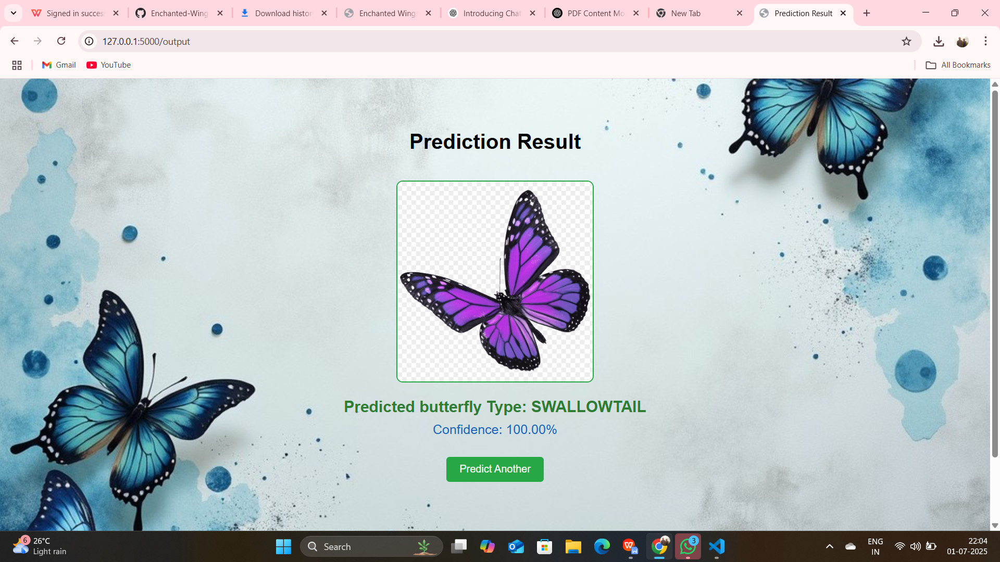 Signed in succes
Enchanted-Wing
Download histor
Enchanted Wing
Introducing Chat
PDF Content Mo
New Tab
Prediction Result
127.0.0.1:5000/output
Gmail
YouTube
All Bookmarks
Prediction Result
Predicted butterfly Type: SWALLOWTAIL
Confidence: 100.00%
Predict Another
6
26°C
Light rain
Search
3
ENG
IN
22:04
01-07-2025